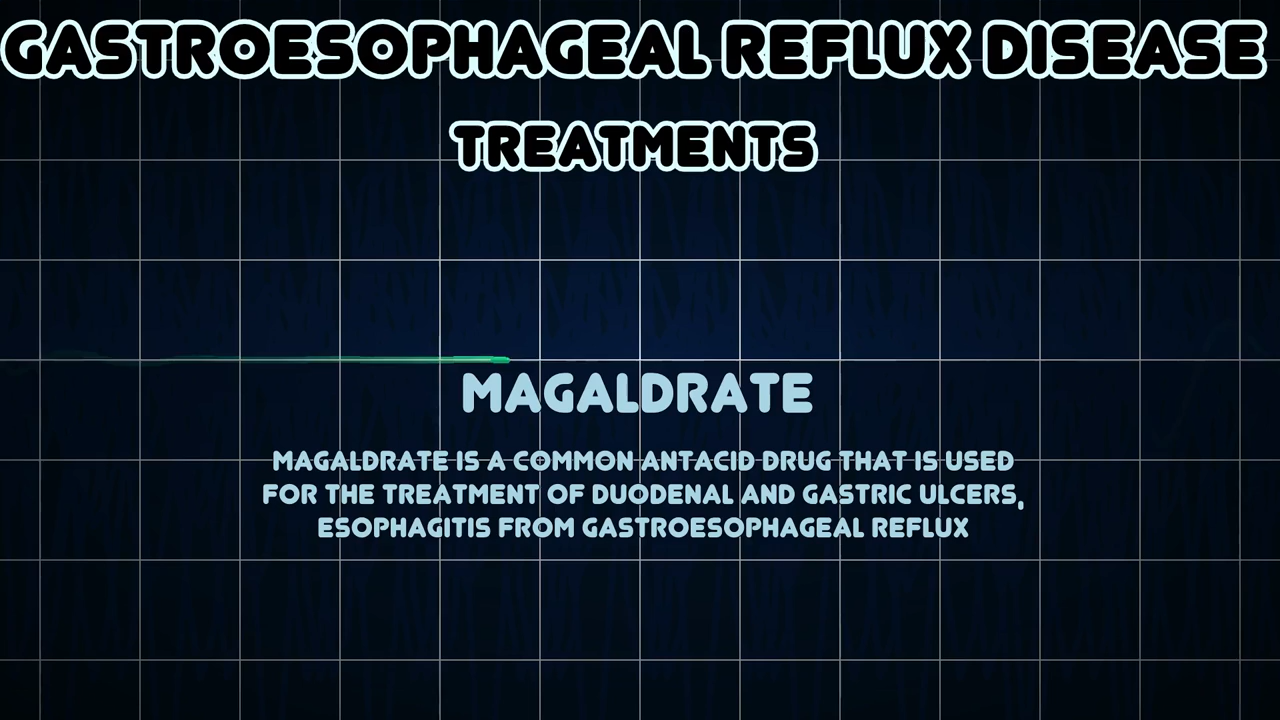 GASTROESOPHAGEAL REFLUX DISEASE
TREATMENTS
MAGALDRATE
MAGALDRATE IS A COMMON ANTACID DRUG THAT IS USED
FOR THE TREATMENT OF DUODENAL AND GASTRIC ULCERS,
ESOPHAGITIS FROM GASTROESOPHAGEAL REFLUX